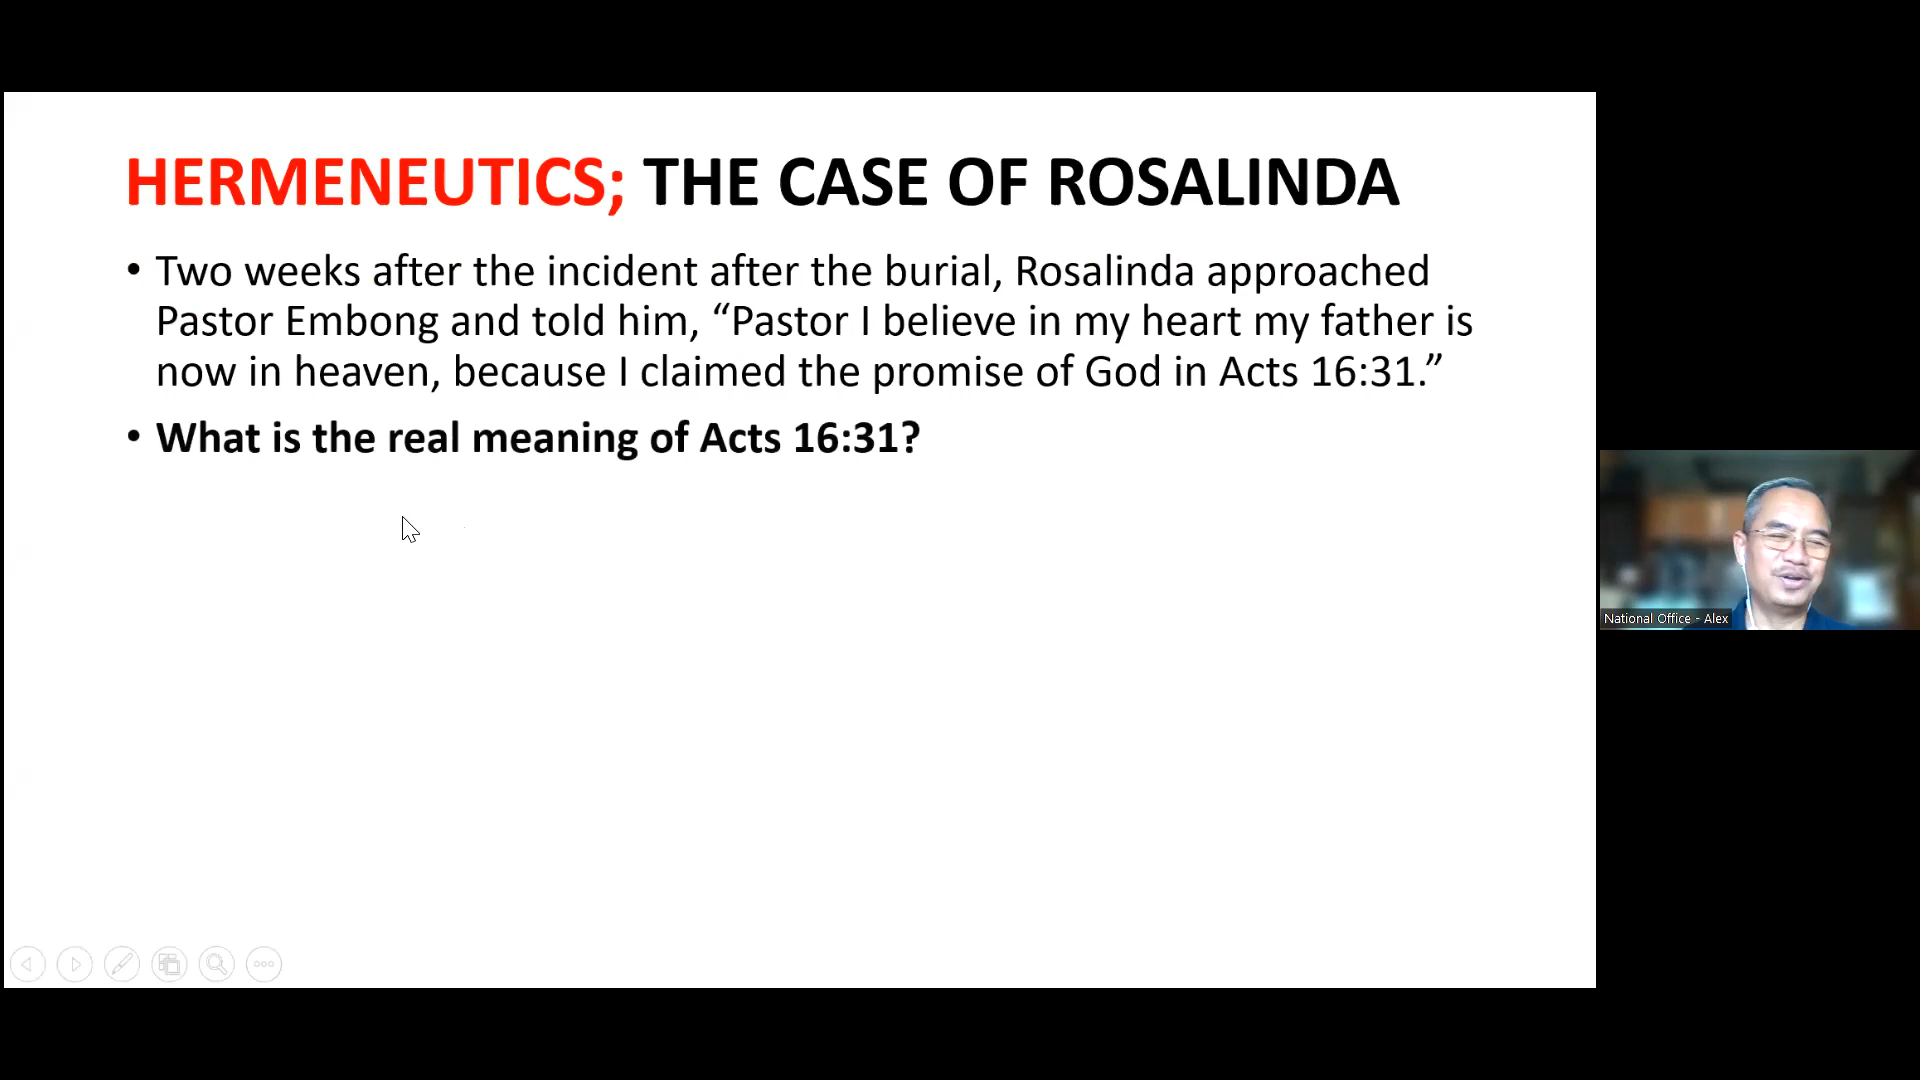 HERMENEUTICS; THE CASE OF ROSALINDA
• Two weeks after the incident after the burial, Rosalinda approached
Pastor Embong and told him, “Pastor I believe in my heart my father is
now in heaven, because I claimed the promise of God in Acts 16:31.”
• What is the real meaning of Acts 16:31?
National Office - Alex